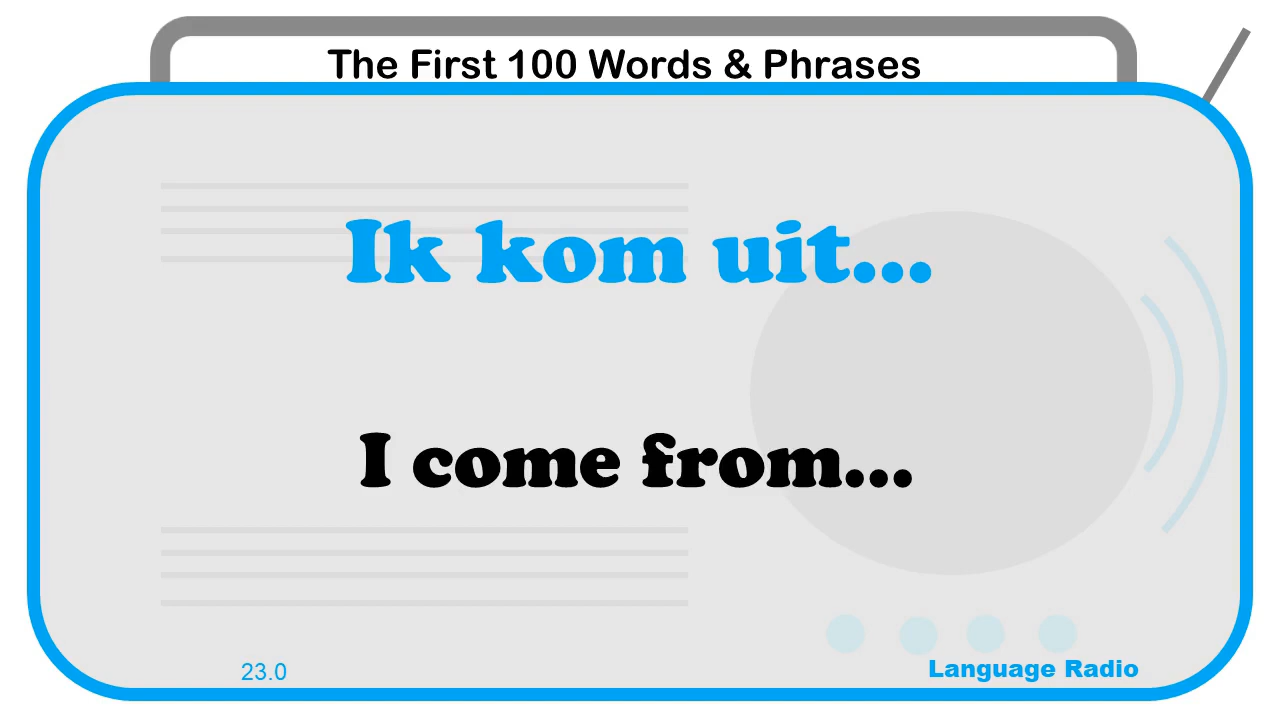 The First 100 Words & Phrases
Ik kom uit...
I come from...
23.0
Language Radio